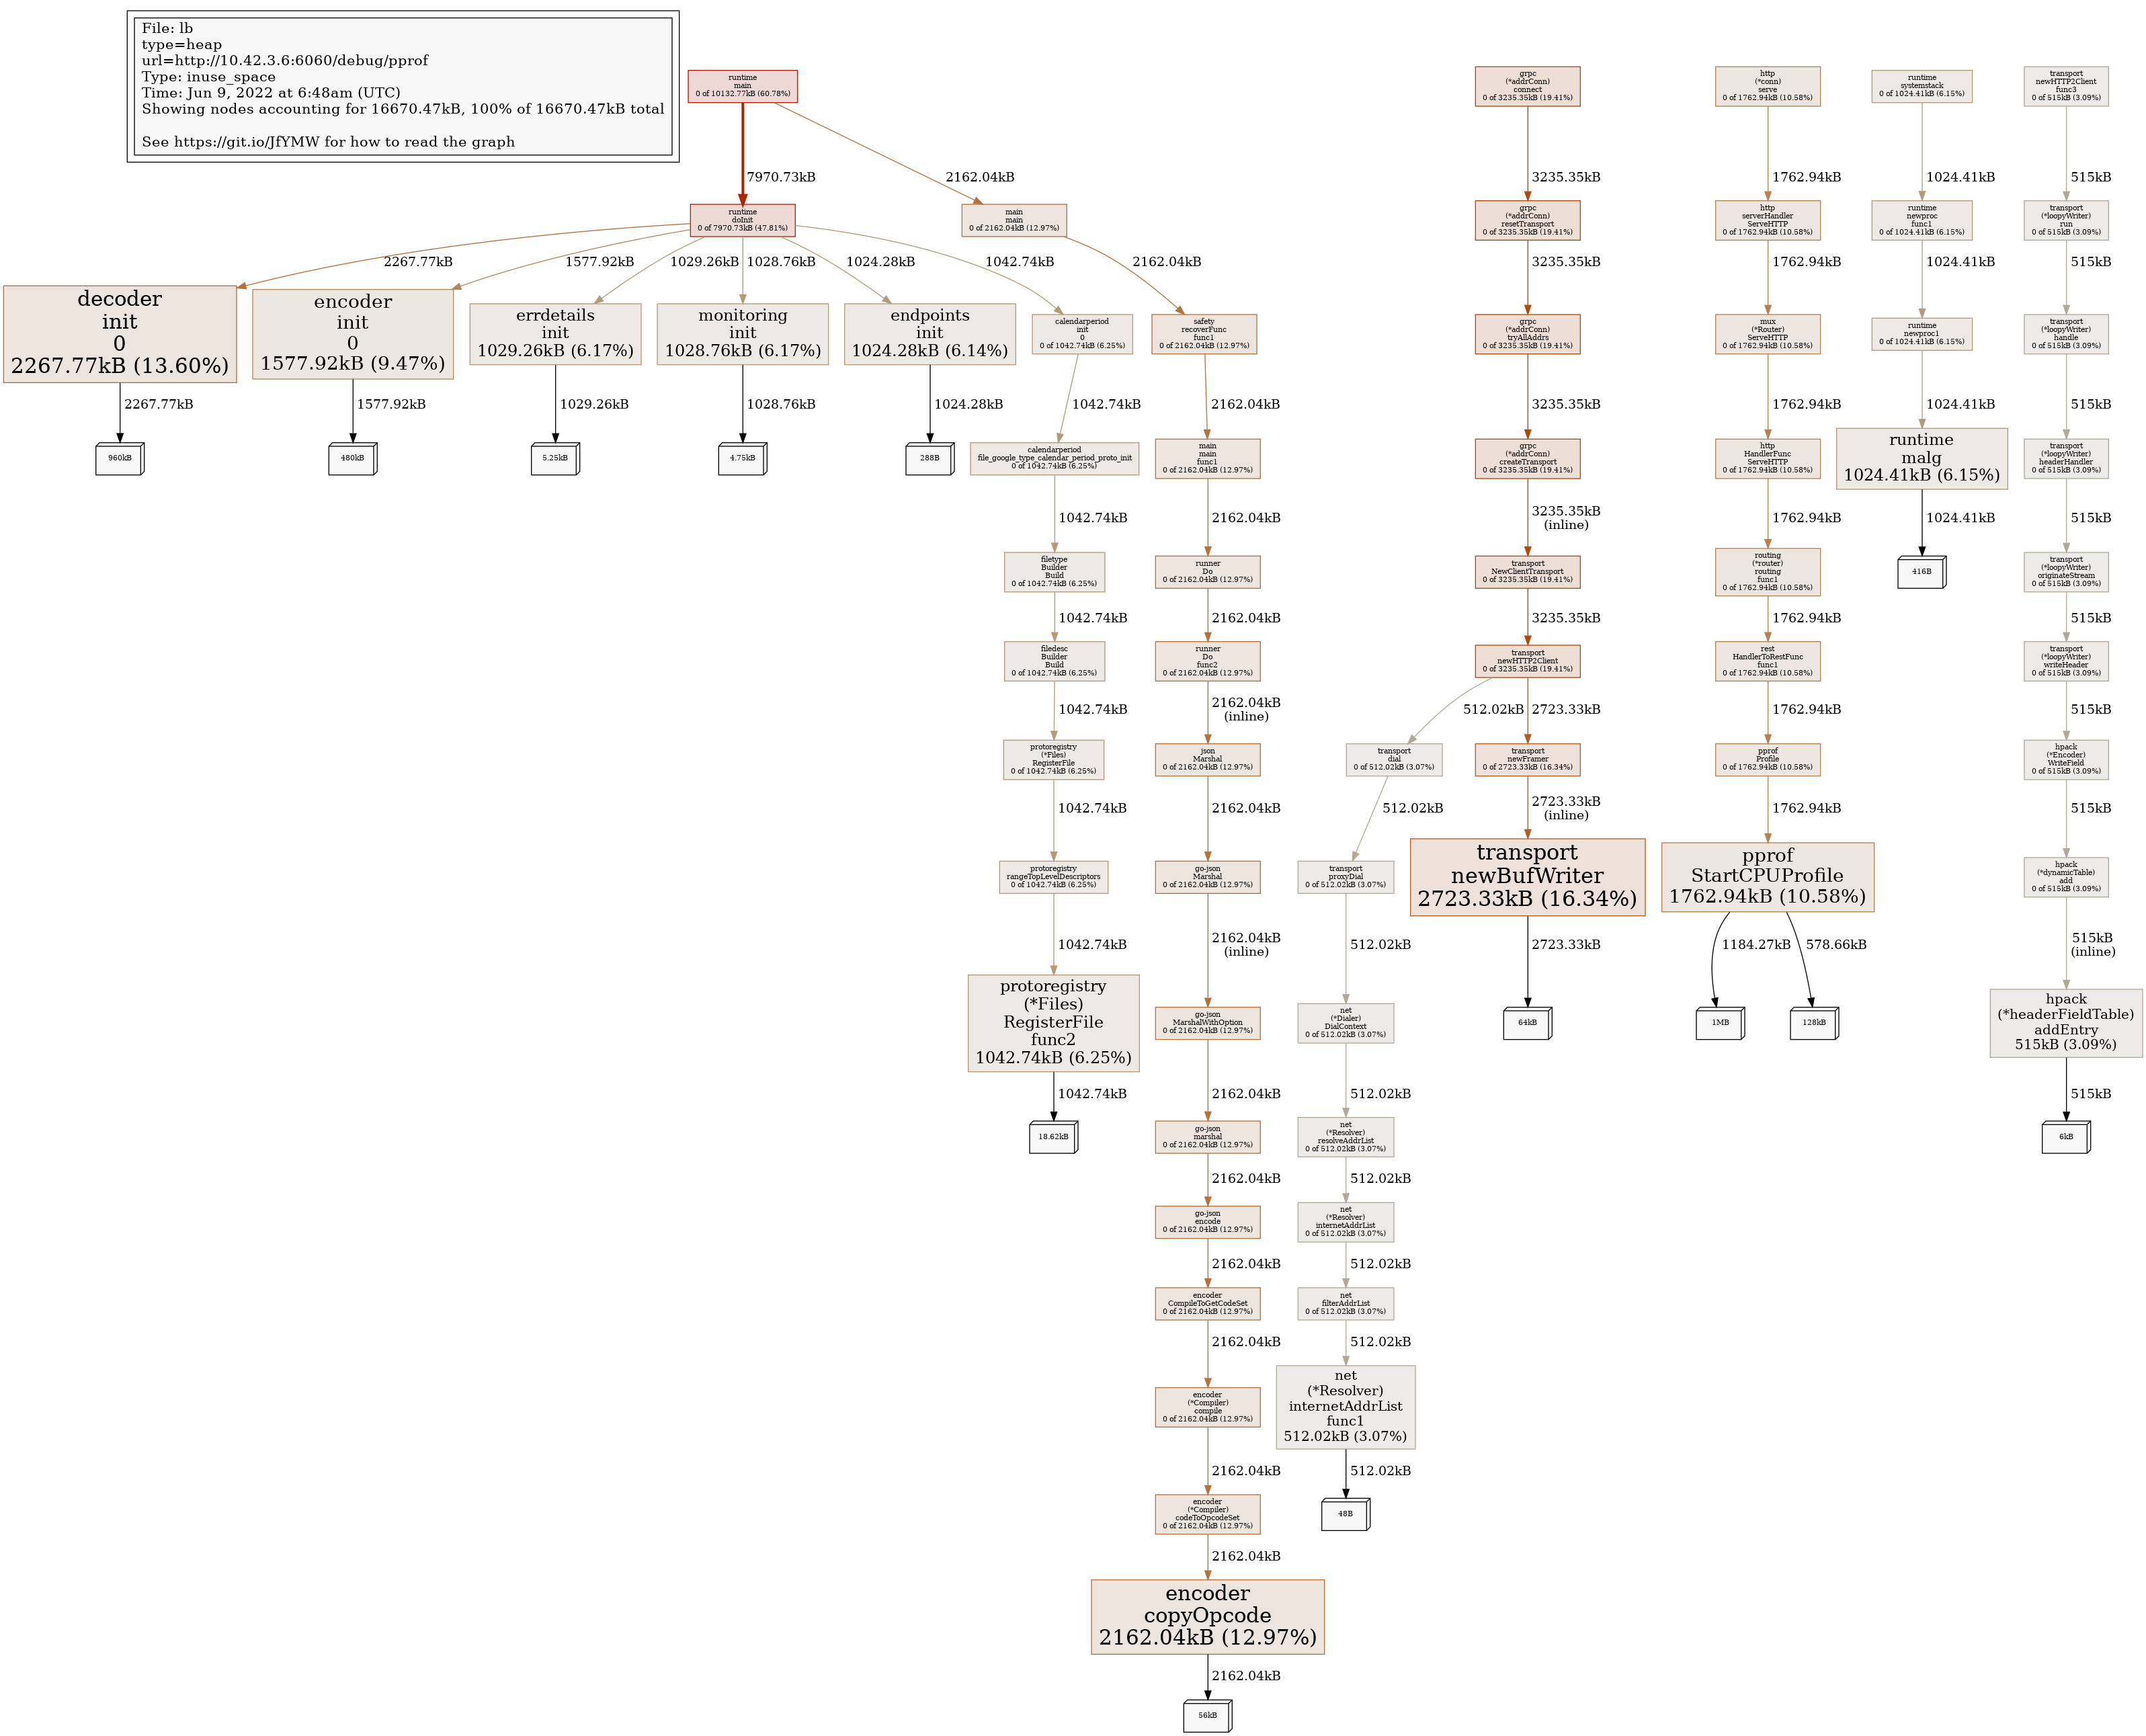 File: lb
type=heap
url=http://10.42.3.6:6060/debug/pprof
Type: inuse_space
Time: Jun 9, 2022 at 6:48am (UTC)
Showing nodes accounting for 16670.47kB, 100% of 16670.47kB total
See https://git.io/JfYMW for how to read the graph
runtime
main
0 of 10132.77kB (60.78%)
7970.73kB
2162.04kB
runtime
doInit
0 of 7970.73kB (47.81%)
main
main
0 of 2162.04kB (12.97%)
2267.77kB
1577.92kB
1029.26kB
1028.76kB
1024.28kB
1042.74kB
2162.04kB
decoder
init
0
2267.77kB (13.60%)
2267.77kB
960kB
encoder
init
0
1577.92kB (9.47%)
1577.92kB
480kB
errdetails
init
1029.26kB (6.17%)
1029.26kB
5.25kB
monitoring
init
1028.76kB (6.17%)
1028.76kB
4.75kB
endpoints
init
1024.28kB (6.14%)
1024.28kB
288B
calendarperiod
init
0
0 of 1042.74kB (6.25%)
1042.74kB
calendarperiod
file_google_type_calendar_period_proto_init
0 of 1042.74kB (6.25%)
1042.74kB
filetype
Builder
Build
0 of 1042.74kB (6.25%)
1042.74kB
filedesc
Builder
Build
0 of 1042.74kB (6.25%)
1042.74kB
protoregistry
(*Files)
RegisterFile
0 of 1042.74kB (6.25%)
1042.74kB
protoregistry
rangeTopLevelDescriptors
0 of 1042.74kB (6.25%)
1042.74kB
protoregistry
(*Files)
RegisterFile
func2
1042.74kB (6.25%)
1042.74kB
18.62kB
safety
recoverFunc
func1
0 of 2162.04kB (12.97%)
2162.04kB
main
main
func1
0 of 2162.04kB (12.97%)
2162.04kB
runner
Do
0 of 2162.04kB (12.97%)
2162.04kB
runner
Do
func2
0 of 2162.04kB (12.97%)
2162.04kB
(inline)
json
Marshal
0 of 2162.04kB (12.97%)
2162.04kB
go-json
Marshal
0 of 2162.04kB (12.97%)
2162.04kB
(inline)
go-json
MarshalWithOption
0 of 2162.04kB (12.97%)
2162.04kB
go-json
marshal
0 of 2162.04kB (12.97%)
2162.04kB
go-json
encode
0 of 2162.04kB (12.97%)
2162.04kB
encoder
CompileToGetCodeSet
0 of 2162.04kB (12.97%)
2162.04kB
encoder
(*Compiler)
compile
0 of 2162.04kB (12.97%)
2162.04kB
encoder
(*Compiler)
codeToOpcodeSet
0 of 2162.04kB (12.97%)
2162.04kB
encoder
copyOpcode
2162.04kB (12.97%)
2162.04kB
56kB
grpc
(*addrConn)
connect
0 of 3235.35kB (19.41%)
3235.35kB
grpc
(*addrConn)
resetTransport
0 of 3235.35kB (19.41%)
3235.35kB
grpc
(*addrConn)
tryAllAddrs
0 of 3235.35kB (19.41%)
3235.35kB
grpc
(*addrConn)
createTransport
0 of 3235.35kB (19.41%)
3235.35kB
(inline)
transport
NewClientTransport
0 of 3235.35kB (19.41%)
3235.35kB
transport
newHTTP2Client
0 of 3235.35kB (19.41%)
512.02kB
2723.33kB
transport
dial
0 of 512.02kB (3.07%)
512.02kB
transport
proxyDial
0 of 512.02kB (3.07%)
512.02kB
net
(*Dialer)
DialContext
0 of 512.02kB (3.07%)
512.02kB
net
(*Resolver)
resolveAddrList
0 of 512.02kB (3.07%)
512.02kB
net
(*Resolver)
internetAddrList
0 of 512.02kB (3.07%)
512.02kB
net
filterAddrList
0 of 512.02kB (3.07%)
512.02kB
net
(*Resolver)
internetAddrList
func1
512.02kB (3.07%)
512.02kB
48B
transport
newFramer
0 of 2723.33kB (16.34%)
2723.33kB
(inline)
transport
newBufWriter
2723.33kB (16.34%)
2723.33kB
64kB
http
(*conn)
serve
0 of 1762.94kB (10.58%)
1762.94kB
http
serverHandler
ServeHTTP
0 of 1762.94kB (10.58%)
1762.94kB
mux
(*Router)
ServeHTTP
0 of 1762.94kB (10.58%)
1762.94kB
http
HandlerFunc
ServeHTTP
0 of 1762.94kB (10.58%)
1762.94kB
routing
(*router)
routing
func1
0 of 1762.94kB (10.58%)
1762.94kB
rest
HandlerToRestFunc
func1
0 of 1762.94kB (10.58%)
1762.94kB
pprof
Profile
0 of 1762.94kB (10.58%)
1762.94kB
pprof
StartCPUProfile
1762.94kB (10.58%)
1184.27kB
578.66kB
1MB
128kB
runtime
systemstack
0 of 1024.41kB (6.15%)
1024.41kB
runtime
newproc
func1
0 of 1024.41kB (6.15%)
1024.41kB
runtime
newproc1
0 of 1024.41kB (6.15%)
1024.41kB
runtime
malg
1024.41kB (6.15%)
1024.41kB
416B
transport
newHTTP2Client
func3
0 of 515kB (3.09%)
515kB
transport
(*loopyWriter)
run
0 of 515kB (3.09%)
515kB
transport
(*loopyWriter)
handle
0 of 515kB (3.09%)
515kB
transport
(*loopyWriter)
headerHandler
0 of 515kB (3.09%)
515kB
transport
(*loopyWriter)
originateStream
0 of 515kB (3.09%)
515kB
transport
(*loopyWriter)
writeHeader
0 of 515kB (3.09%)
515kB
hpack
(*Encoder)
WriteField
0 of 515kB (3.09%)
515kB
hpack
(*dynamicTable)
add
0 of 515kB (3.09%)
515kB
(inline)
hpack
(*headerFieldTable)
addEntry
515kB (3.09%)
515kB
6kB